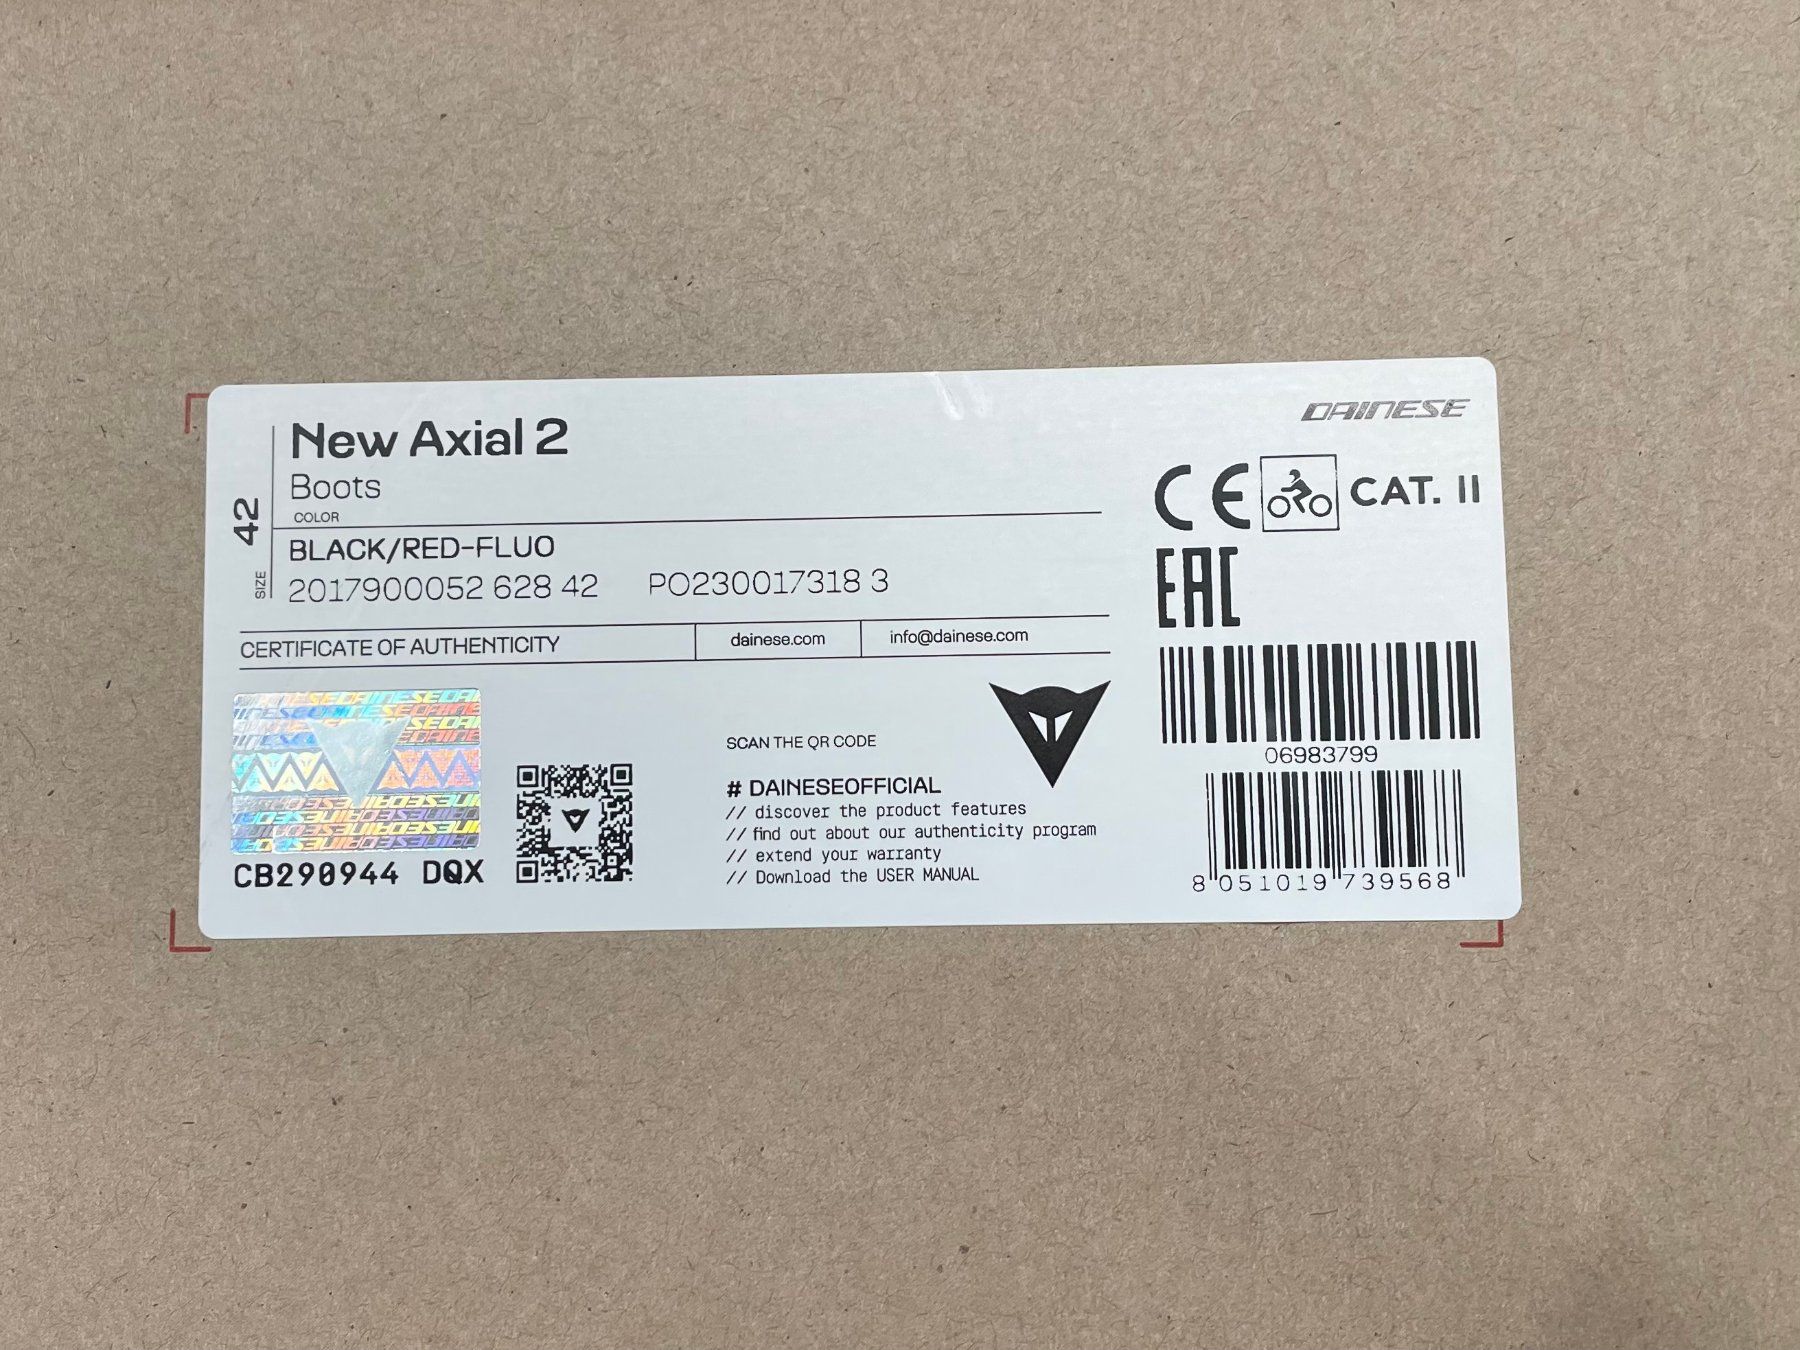 New Axial 2
Boots
COLOR
BLACK/RED-FLUO
2017900052 628 42 PO230017318 3
SIZE 42
CERTIFICATE OF AUTHENTICITY dainese.com info@dainese.com
CB290944 DQX
SCAN THE QR CODE
# DAINESEOFFICIAL
// discover the product features
// find out about our authenticity program
// extend your warranty
// Download the USER MANUAL
DAINESE
CE CAT. II
EAC
06983799
8 051019 739568